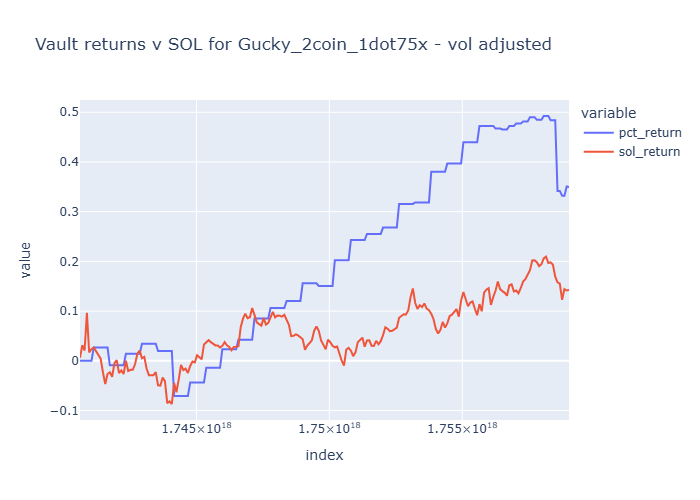 Vault returns v SOL for Gucky_2coin_1dot75x - vol adjusted
variable
pct_return
sol_return
value
0.5
0.4
0.3
0.2
0.1
0
−0.1
1.745×10¹⁸
1.75×10¹⁸
1.755×10¹⁸
index